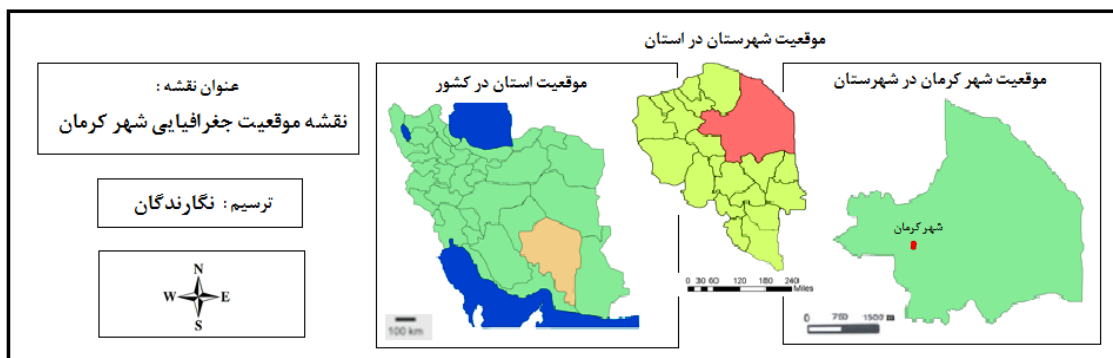 موقعیت شهرستان در استان
موقعیت شهر کرمان در شهرستان
موقعیت استان در کشور
عنوان نقشه :
نقشه موقعیت جغرافیایی شهر کرمان
ترسیم : نگارندگان
شهر کرمان
N
W E
S
100 km
0 30 60 120 180 240
Miles
0 750 1500 m